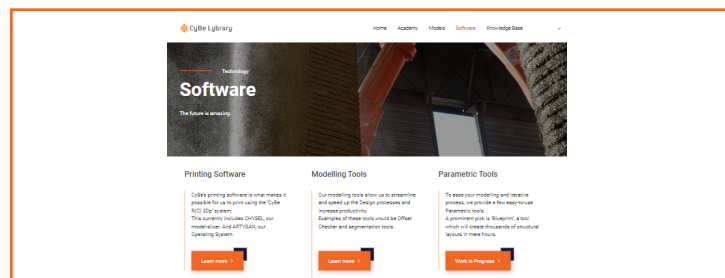 CyBe Lybrary
Home Academy Models Software Knowledge Base
Technology
Software
The future is amazing.
Printing Software
CyBe's printing software is what makes it
possible for us to print using the 'CyBe
R(C) 3Dp' system.
This currently includes CHYSEL, our
model-slicer. And ARTYSAN, our
Operating System.
Learn more >
Modelling Tools
Our modelling tools allow us to streamline
and speed up the Design processes and
increase productivity.
Examples of these tools would be Offset
Checker and segmentation tools.
Learn more >
Parametric Tools
To ease your modelling and iterative
process, we provide a few easy-to-use
Parametric tools.
A prominent pick is 'Blueprint', a tool
which will create thousands of structural
layouts in mere hours.
Work in Progress >